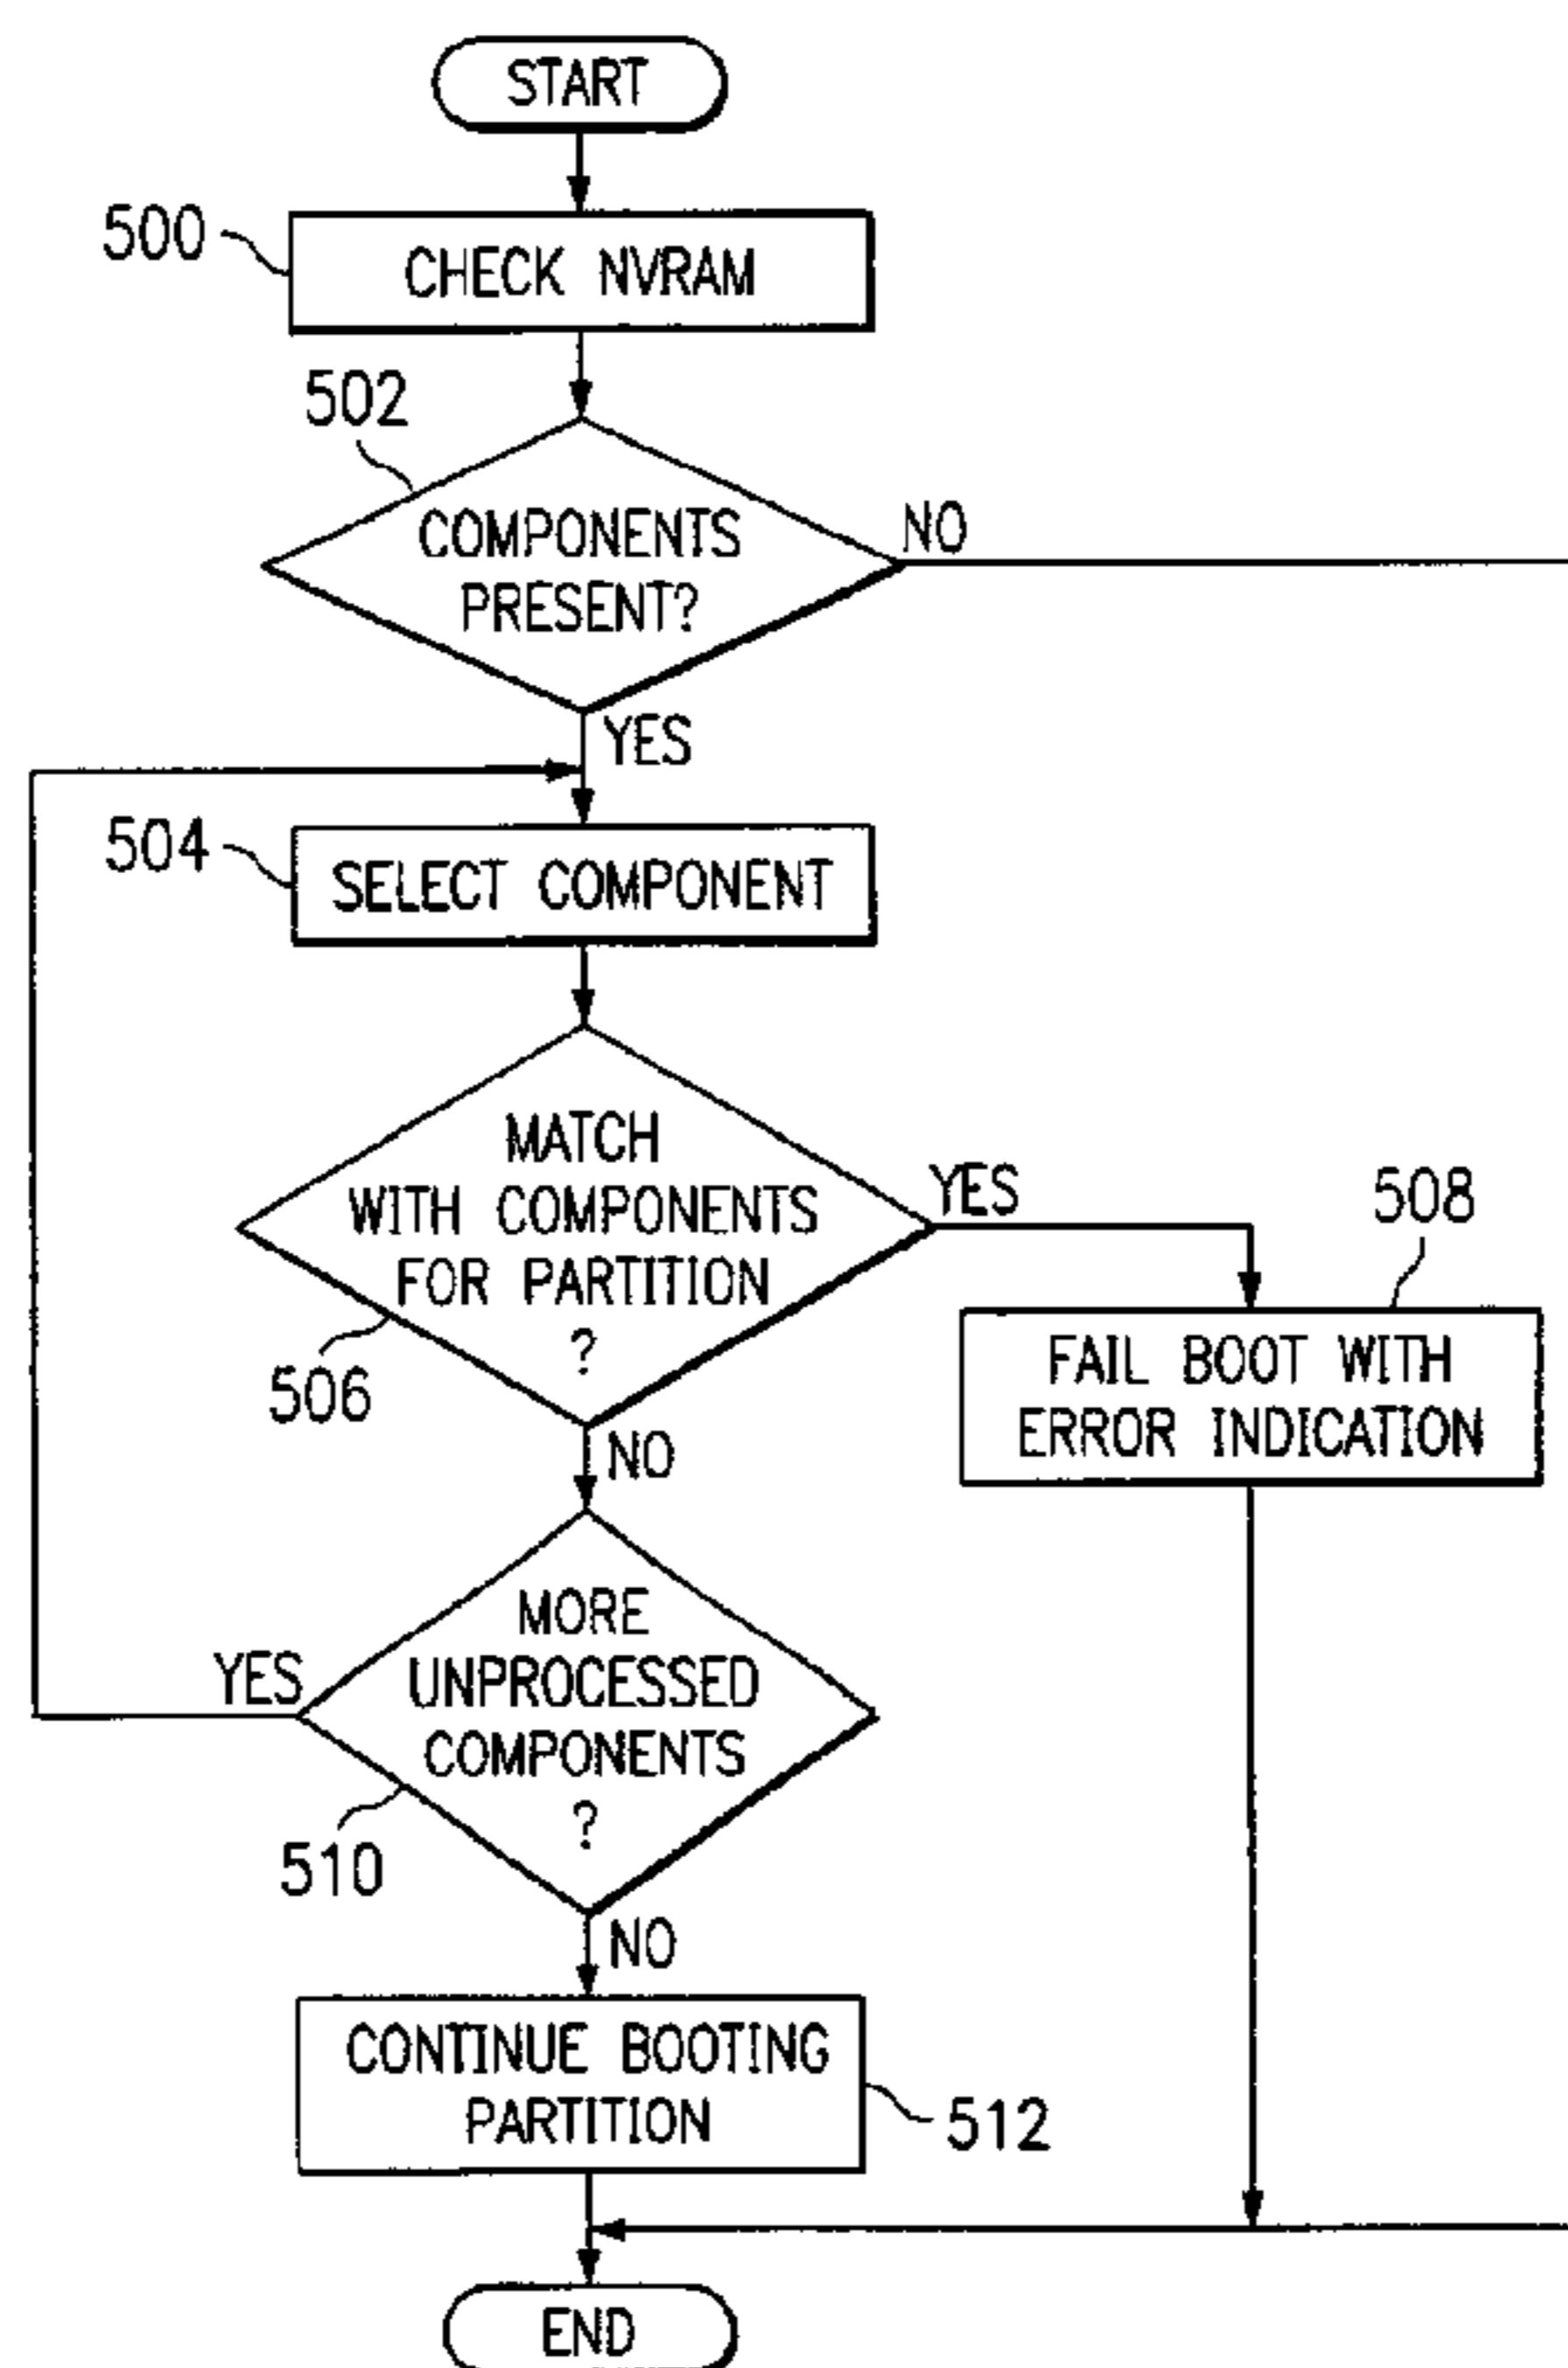 START
500
CHECK NVRAM
502
COMPONENTS
PRESENT?
NO
YES
504
SELECT COMPONENT
MATCH
WITH COMPONENTS
FOR PARTITION
?
YES
506
NO
508
FAIL BOOT WITH
ERROR INDICATION
MORE
UNPROCESSED
COMPONENTS
?
YES
510
NO
CONTINUE BOOTING
PARTITION
512
END